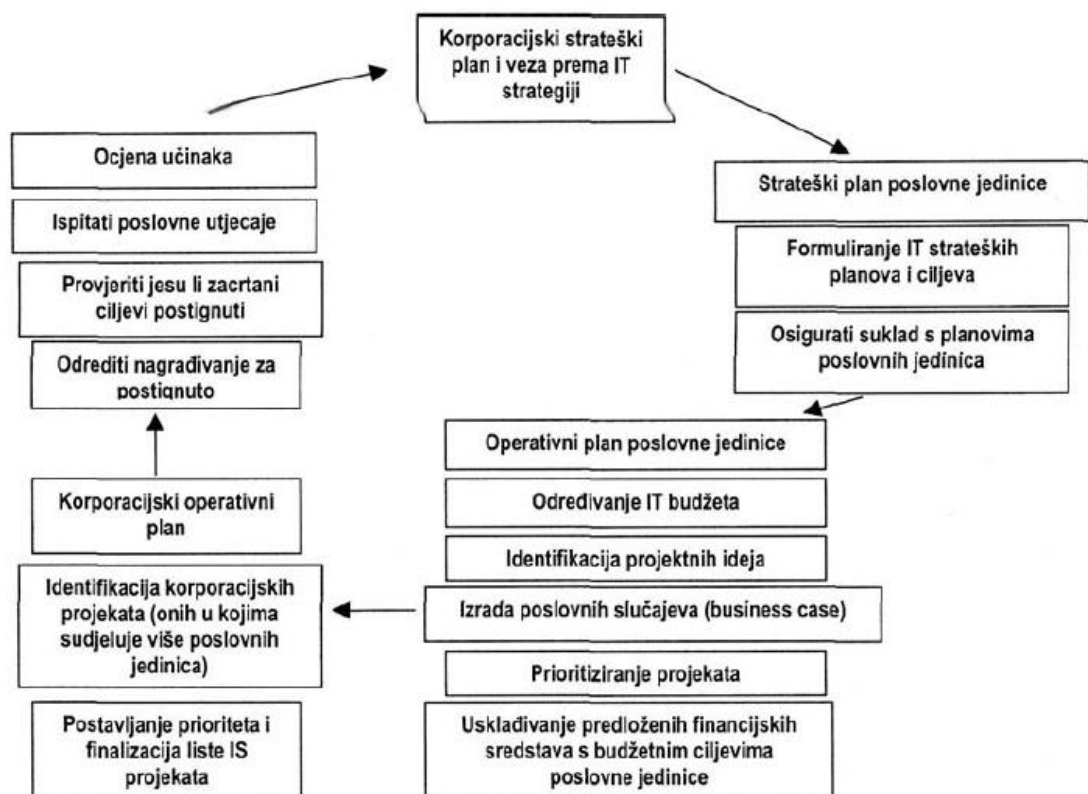 Korporacijski strateški
plan i veza prema IT
strategiji
Strateški plan poslovne jedinice
Formuliranje IT strateških
planova i ciljeva
Osigurati suklad s planovima
poslovnih jedinica
Operativni plan poslovne jedinice
Određivanje IT budžeta
Identifikacija projektnih ideja
Izrada poslovnih slučajeva (business case)
Prioritiziranje projekata
Usklađivanje predloženih financijskih
sredstava s budžetnim ciljevima
poslovne jedinice
Korporacijski operativni
plan
Identifikacija korporacijskih
projekata (onih u kojima
sudjeluje više poslovnih
jedinica)
Postavljanje prioriteta i
finalizacija liste IS
projekata
Ocjena učinaka
Ispitati poslovne utjecaje
Provjeriti jesu li zacrtani
ciljevi postignuti
Odrediti nagrađivanje za
postignuto